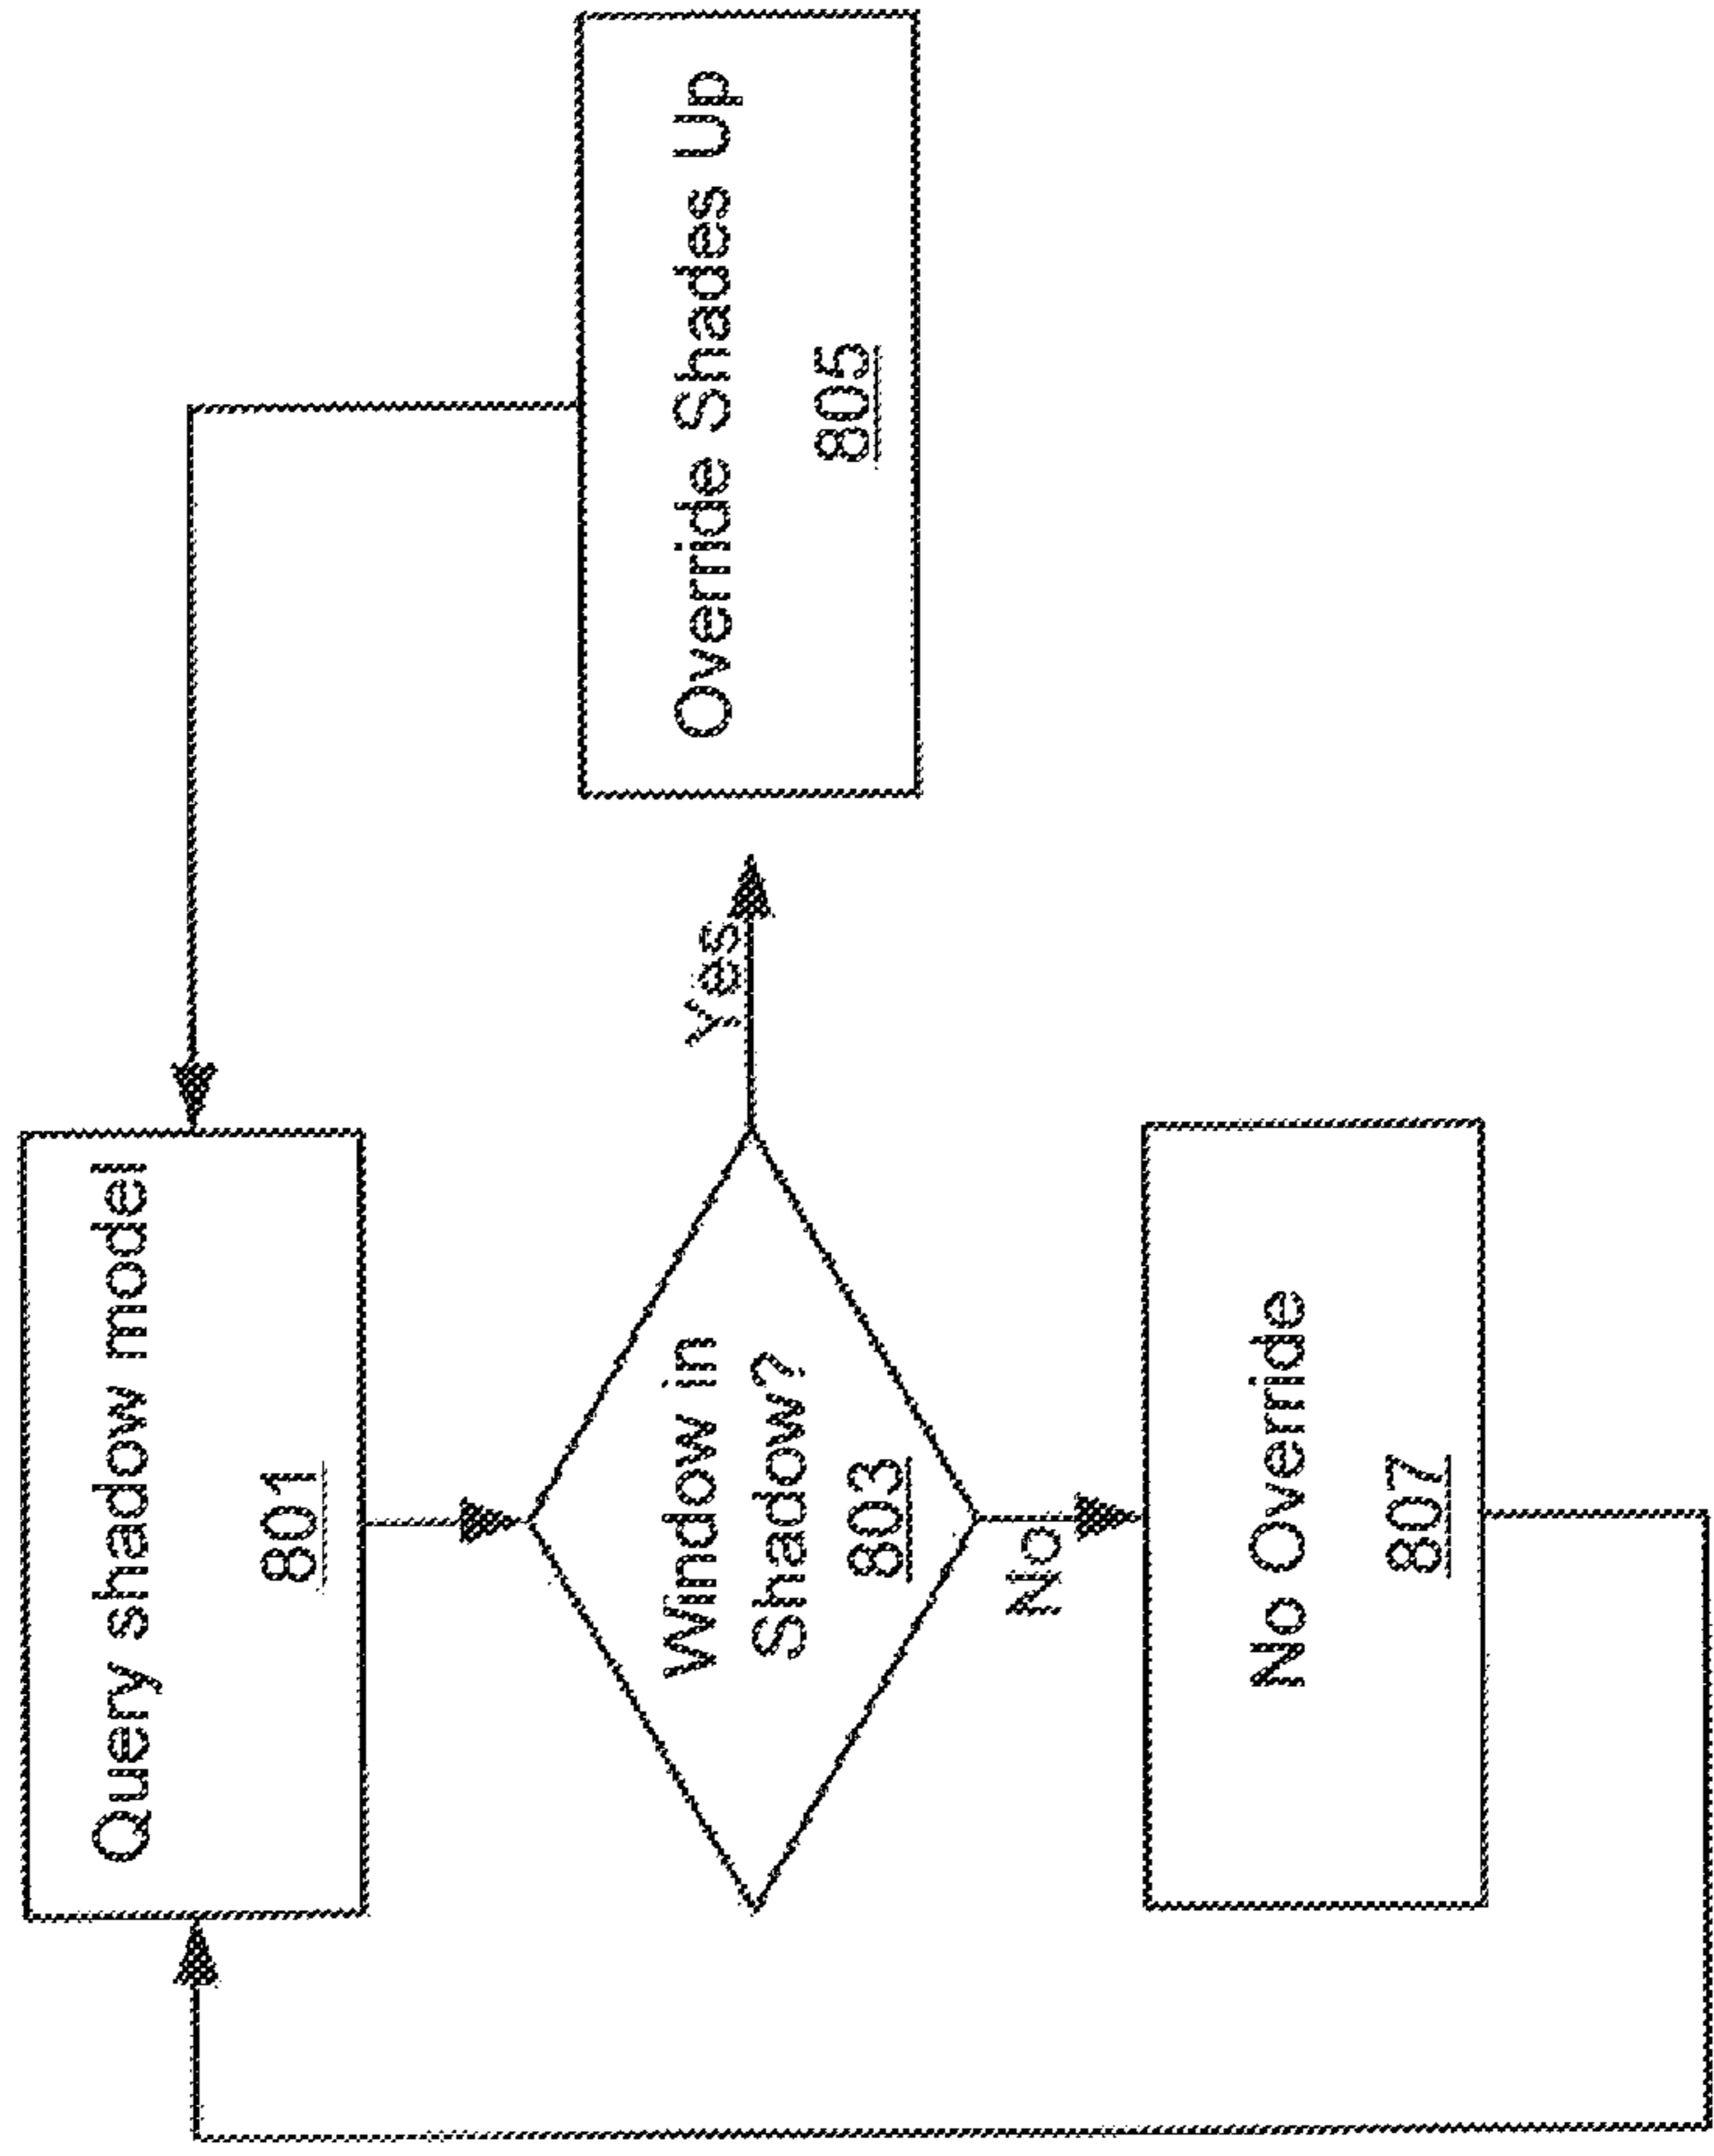 Query shadow model
801
Window in
Shadow?
803
Yes
Override Shades Up
805
No
No Override
807